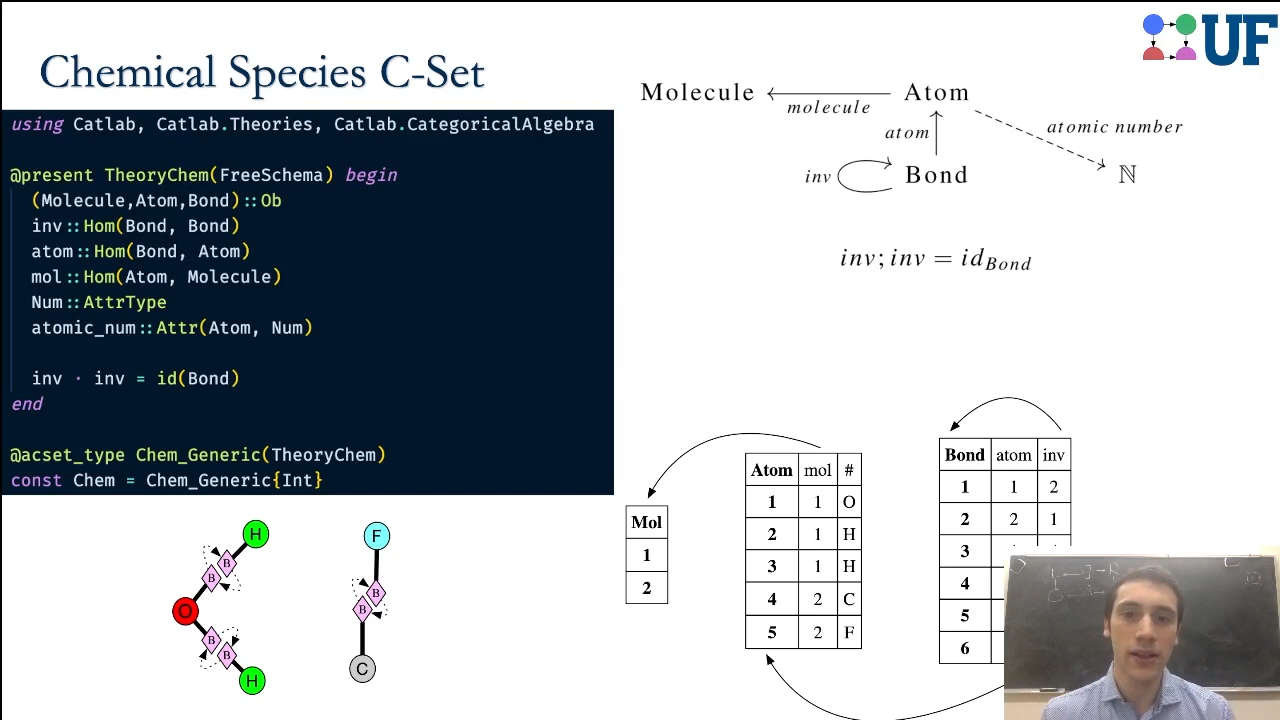 UF
Chemical Species C-Set
using Catlab, Catlab.Theories, Catlab.CategoricalAlgebra
@present TheoryChem(FreeSchema) begin
(Molecule,Atom,Bond)::Ob
inv::Hom(Bond, Bond)
atom::Hom(Bond, Atom)
mol::Hom(Atom, Molecule)
Num::AttrType
atomic_num::Attr(Atom, Num)
inv · inv = id(Bond)
end
@acset_type Chem_Generic(TheoryChem)
const Chem = Chem_Generic{Int}
Molecule molecule Atom
atom atomic number
inv Bond ℕ
inv; inv = id_Bond
H
B
B
O
B
B
H
F
B
B
C
Mol
1
2
Atom mol #
1 1 O
2 1 H
3 1 H
4 2 C
5 2 F
Bond atom inv
1 1 2
2 2 1
3
4
5
6